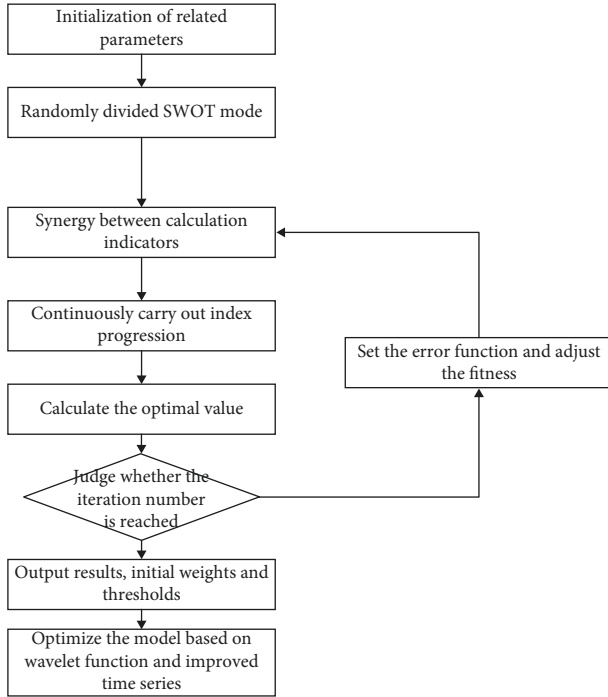 Initialization of related
parameters
Randomly divided SWOT mode
Synergy between calculation
indicators
Continuously carry out index
progression
Set the error function and adjust
the fitness
Calculate the optimal value
Judge whether the
iteration number
is reached
Output results, initial weights and
thresholds
Optimize the model based on
wavelet function and improved
time series